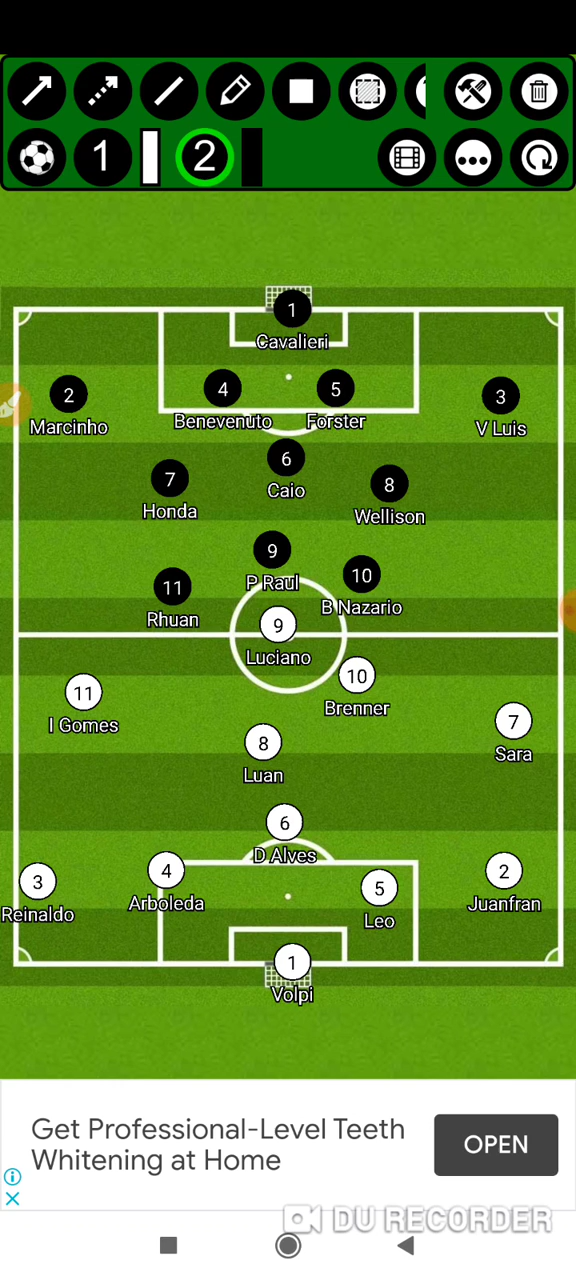 1
2
1
Cavalieri
2
4
5
3
Marcinho
Benevenuto
Forster
V Luis
6
7
8
Caio
Honda
Wellison
9
10
11
P Raul
B Nazario
Rhuan
9
Luciano
10
11
Brenner
I Gomes
7
8
Sara
Luan
6
D Alves
3
4
5
2
Reinaldo
Arboleda
Leo
Juanfran
1
Volpi
Get Professional-Level Teeth
Whitening at Home
OPEN
DU RECORDER